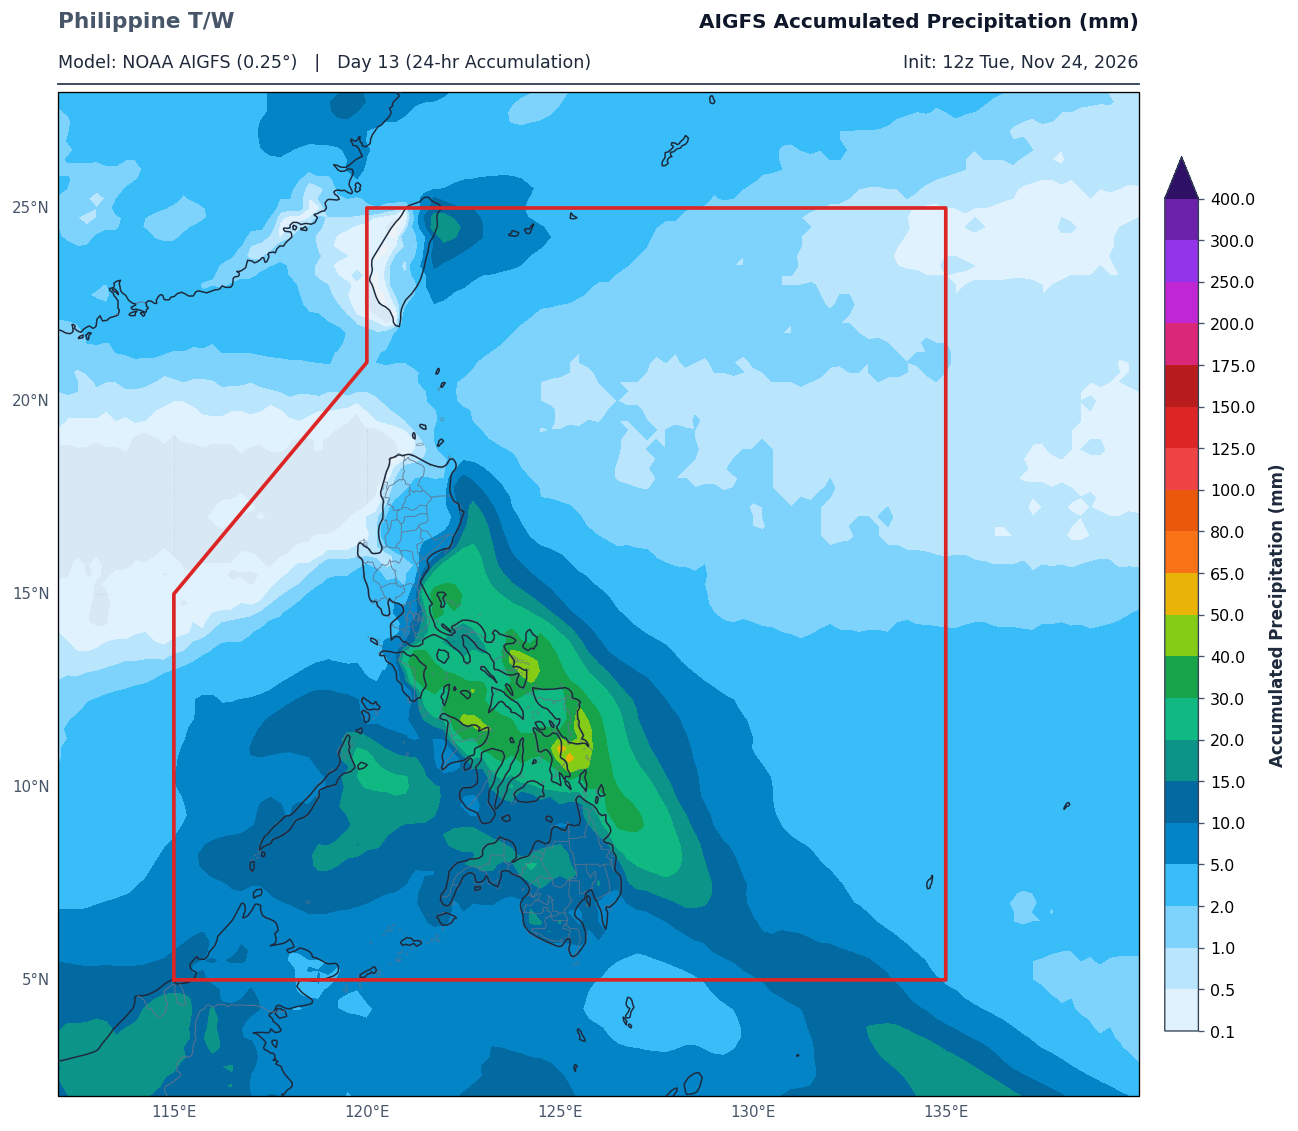 Philippine T/W
AIGFS Accumulated Precipitation (mm)
Model: NOAA AIGFS (0.25°) | Day 13 (24-hr Accumulation)
Init: 12z Tue, Nov 24, 2026
25°N
20°N
15°N
10°N
5°N
115°E
120°E
125°E
130°E
135°E
400.0
300.0
250.0
200.0
175.0
150.0
125.0
100.0
80.0
65.0
50.0
40.0
30.0
20.0
15.0
10.0
5.0
2.0
1.0
0.5
0.1
Accumulated Precipitation (mm)